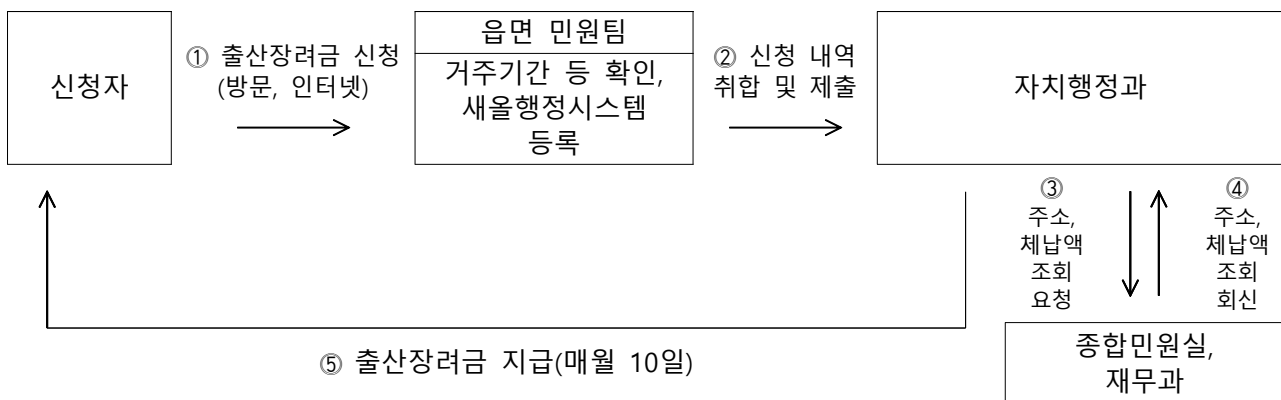 신청자
① 출산장려금 신청
(방문, 인터넷)
읍면 민원팀
거주기간 등 확인,
새올행정시스템
등록
② 신청 내역
취합 및 제출
자치행정과
③
주소,
체납액
조회
요청
④
주소,
체납액
조회
회신
종합민원실,
재무과
⑤ 출산장려금 지급(매월 10일)